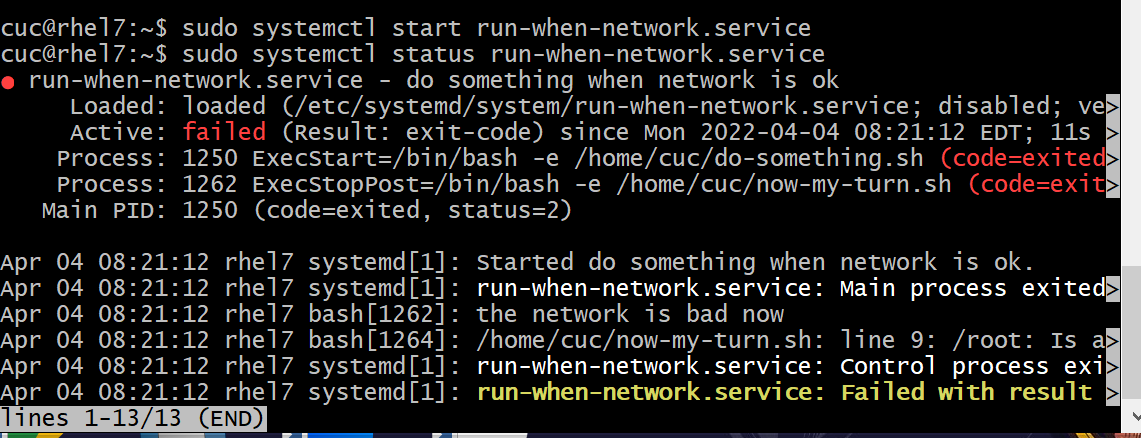 cuc@rhel7:~$ sudo systemctl start run-when-network.service
cuc@rhel7:~$ sudo systemctl status run-when-network.service
● run-when-network.service - do something when network is ok
     Loaded: loaded (/etc/systemd/system/run-when-network.service; disabled; ve>
     Active: failed (Result: exit-code) since Mon 2022-04-04 08:21:12 EDT; 11s >
    Process: 1250 ExecStart=/bin/bash -e /home/cuc/do-something.sh (code=exited>
    Process: 1262 ExecStopPost=/bin/bash -e /home/cuc/now-my-turn.sh (code=exit>
   Main PID: 1250 (code=exited, status=2)

Apr 04 08:21:12 rhel7 systemd[1]: Started do something when network is ok.
Apr 04 08:21:12 rhel7 systemd[1]: run-when-network.service: Main process exited>
Apr 04 08:21:12 rhel7 bash[1262]: the network is bad now
Apr 04 08:21:12 rhel7 bash[1264]: /home/cuc/now-my-turn.sh: line 9: /root: Is a>
Apr 04 08:21:12 rhel7 systemd[1]: run-when-network.service: Control process exi>
Apr 04 08:21:12 rhel7 systemd[1]: run-when-network.service: Failed with result >
lines 1-13/13 (END)